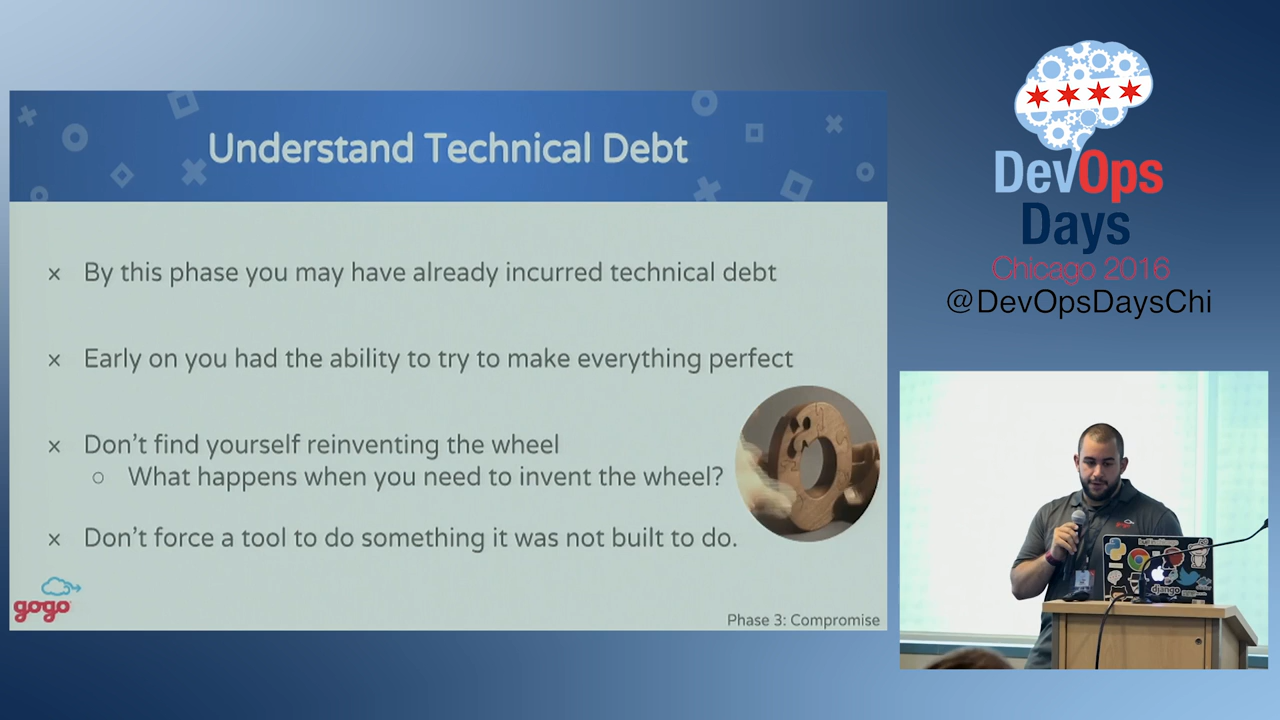 Understand Technical Debt
x By this phase you may have already incurred technical debt
x Early on you had the ability to try to make everything perfect
x Don't find yourself reinventing the wheel
○ What happens when you need to invent the wheel?
x Don't force a tool to do something it was not built to do.
gogo
Phase 3: Compromise
DevOps
Days
Chicago 2016
@DevOpsDaysChi
django